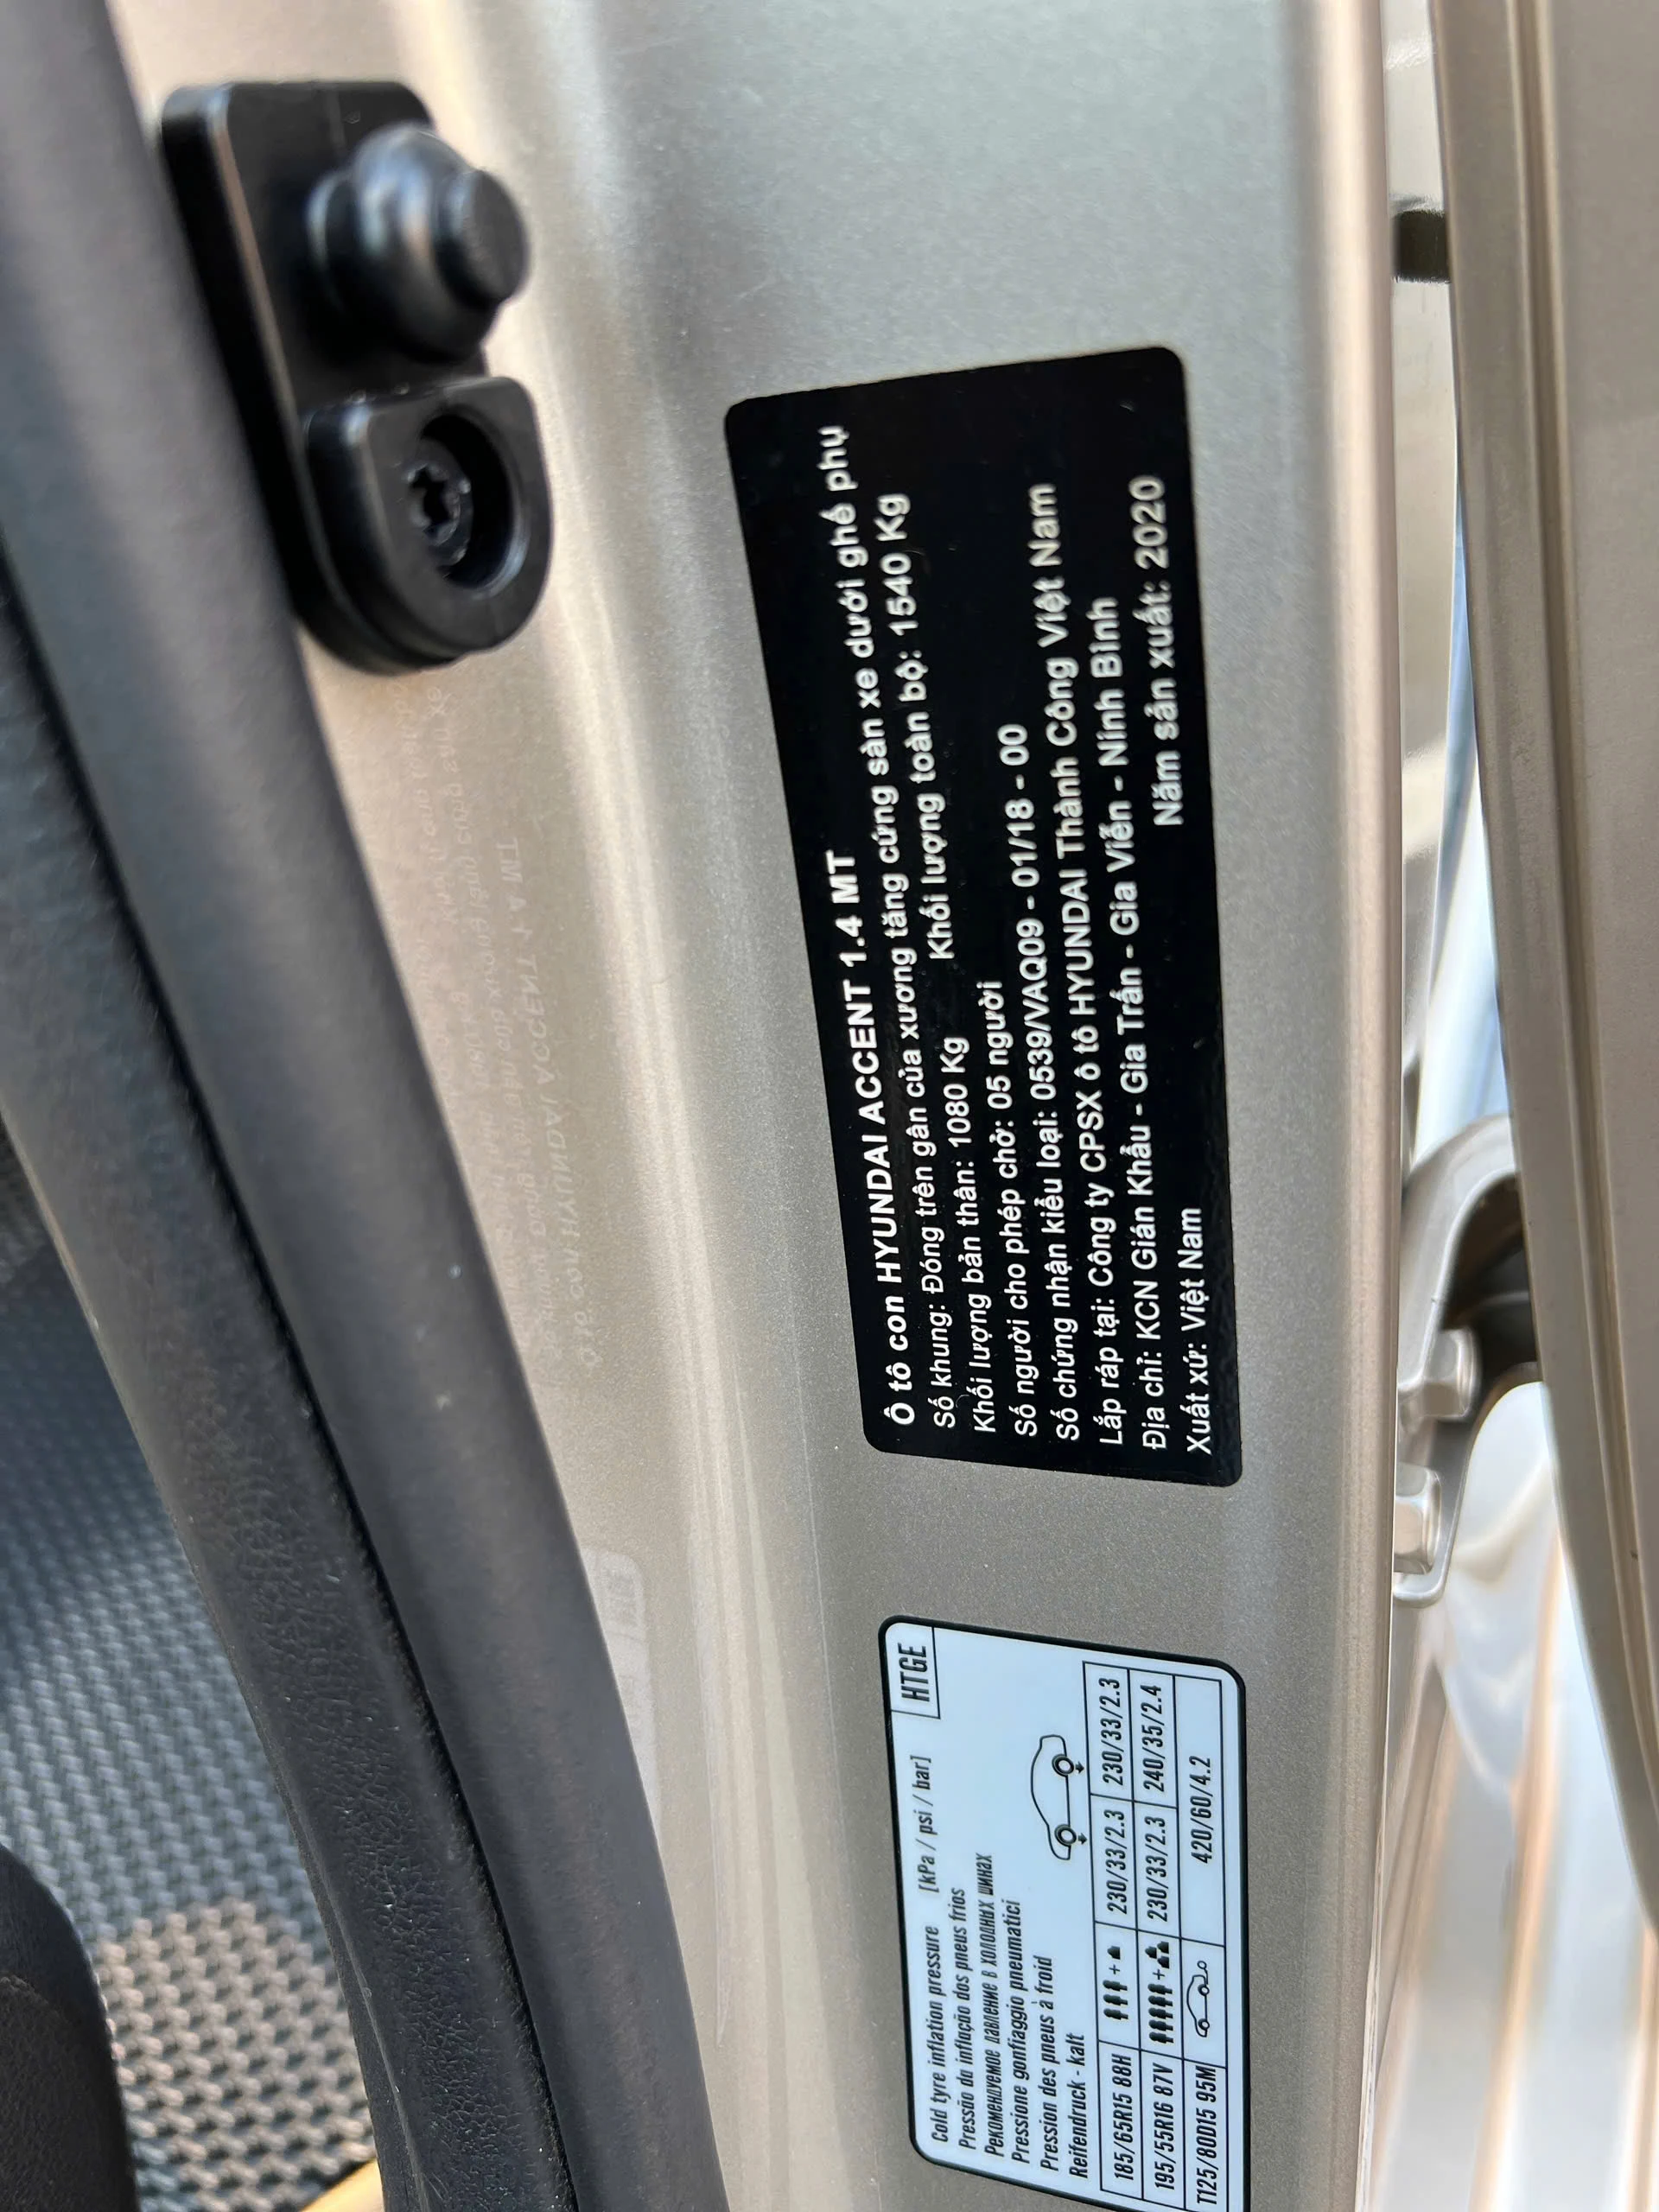 Ô tô con HYUNDAI ACCENT 1.4 MT
Số khung: Đóng trên gân của xương tăng cứng sàn xe dưới ghế phụ
Khối lượng bản thân: 1080 Kg Khối lượng toàn bộ: 1540 Kg
Số người cho phép chở: 05 người
Số chứng nhận kiểu loại: 0539/VAQ09 - 01/18 - 00
Lắp ráp tại: Công ty CPSX ô tô HYUNDAI Thành Công Việt Nam
Địa chỉ: KCN Gián Khẩu - Gia Trấn - Gia Viễn - Ninh Bình
Xuất xứ: Việt Nam Năm sản xuất: 2020
HTGE
Cold tyre inflation pressure [kPa / psi / bar]
Pressão da inflação dos pneus frios
Рекомендуемое давление в холодных шинах
Pressione gonfiaggio pneumatici
Pression des pneus à froid
Reifendruck - kalt
185/65R15 88H + 230/33/2.3 230/33/2.3
195/55R16 87V + 230/33/2.3 240/35/2.4
T125/80D15 95M 420/60/4.2